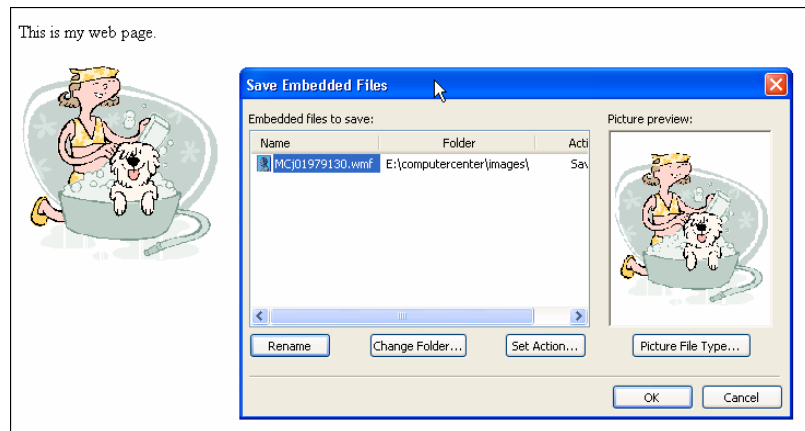 This is my web page.
Save Embedded Files
Embedded files to save:
Picture preview:
Name Folder Acti
MCj01979130.wmf E:\computercenter\images\ Sav
Rename Change Folder... Set Action... Picture File Type...
OK Cancel